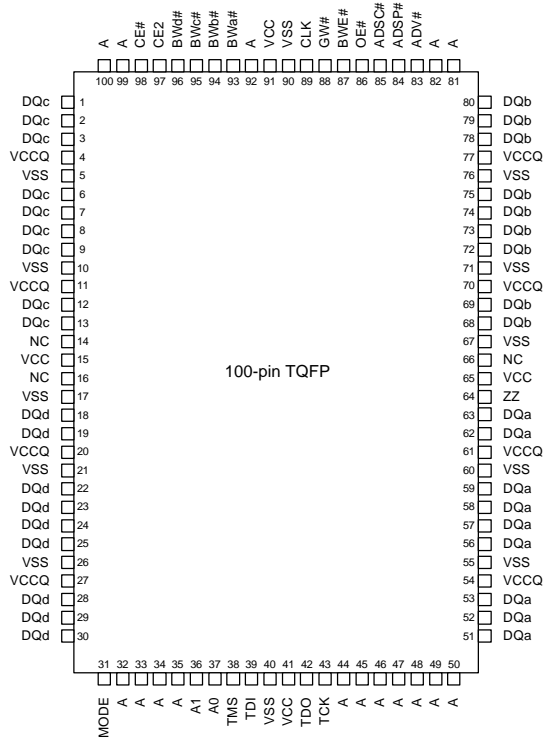 A A CE# CE2 BWd# BWc# BWb# BWa# A VCC VSS CLK GW# BWE# OE# ADSC# ADSP# ADV# A A
100 99 98 97 96 95 94 93 92 91 90 89 88 87 86 85 84 83 82 81
DQc 1 80 DQb
DQc 2 79 DQb
DQc 3 78 DQb
VCCQ 4 77 VCCQ
VSS 5 76 VSS
DQc 6 75 DQb
DQc 7 74 DQb
DQc 8 73 DQb
DQc 9 72 DQb
VSS 10 71 VSS
VCCQ 11 70 VCCQ
DQc 12 69 DQb
DQc 13 68 DQb
NC 14 67 VSS
VCC 15 66 NC
NC 16 65 VCC
100-pin TQFP
VSS 17 64 ZZ
DQd 18 63 DQa
DQd 19 62 DQa
VCCQ 20 61 VCCQ
VSS 21 60 VSS
DQd 22 59 DQa
DQd 23 58 DQa
DQd 24 57 DQa
DQd 25 56 DQa
VSS 26 55 VSS
VCCQ 27 54 VCCQ
DQd 28 53 DQa
DQd 29 52 DQa
DQd 30 51 DQa
31 32 33 34 35 36 37 38 39 40 41 42 43 44 45 46 47 48 49 50
MODE A A A A A1 A0 TMS TDI VSS VCC TDO TCK A A A A A A A